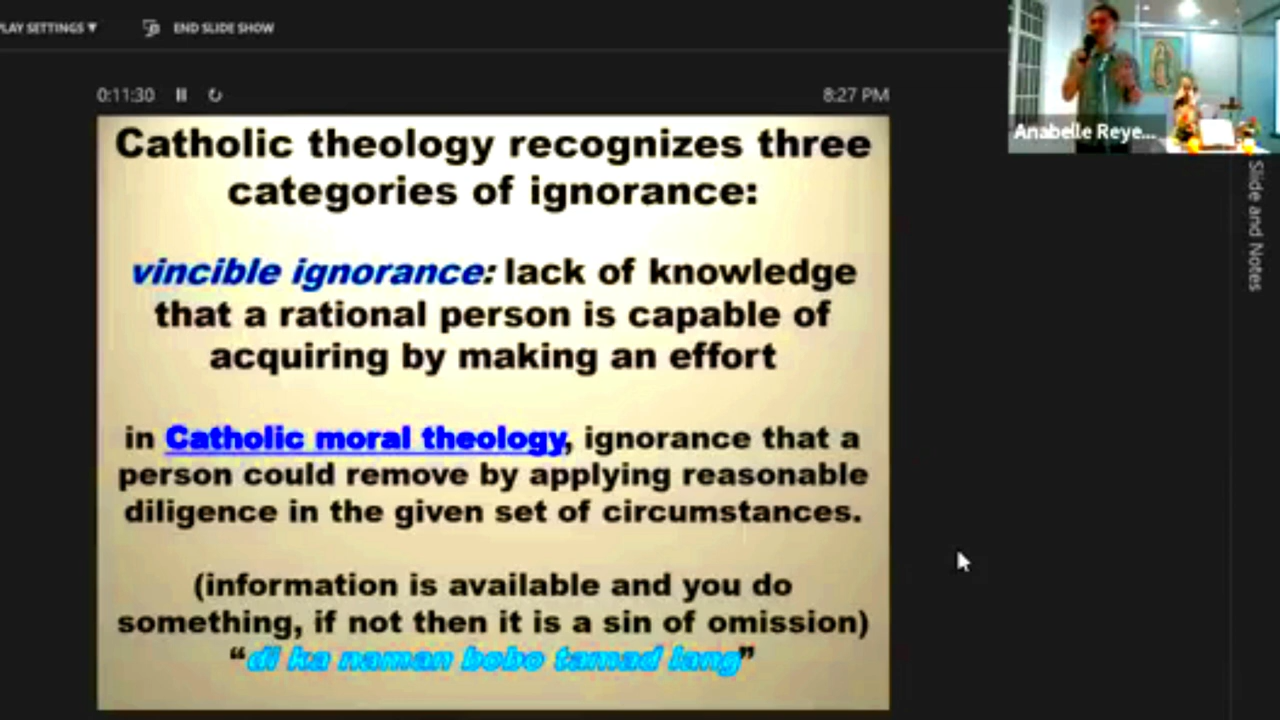 LAY SETTINGS ▼ END SLIDE SHOW
0:11:30 8:27 PM
Anabelle Reye...
Slide and Notes
Catholic theology recognizes three
categories of ignorance:
vincible ignorance: lack of knowledge
that a rational person is capable of
acquiring by making an effort
in Catholic moral theology, ignorance that a
person could remove by applying reasonable
diligence in the given set of circumstances.
(information is available and you do
something, if not then it is a sin of omission)
“di ka naman bobo tamad lang”